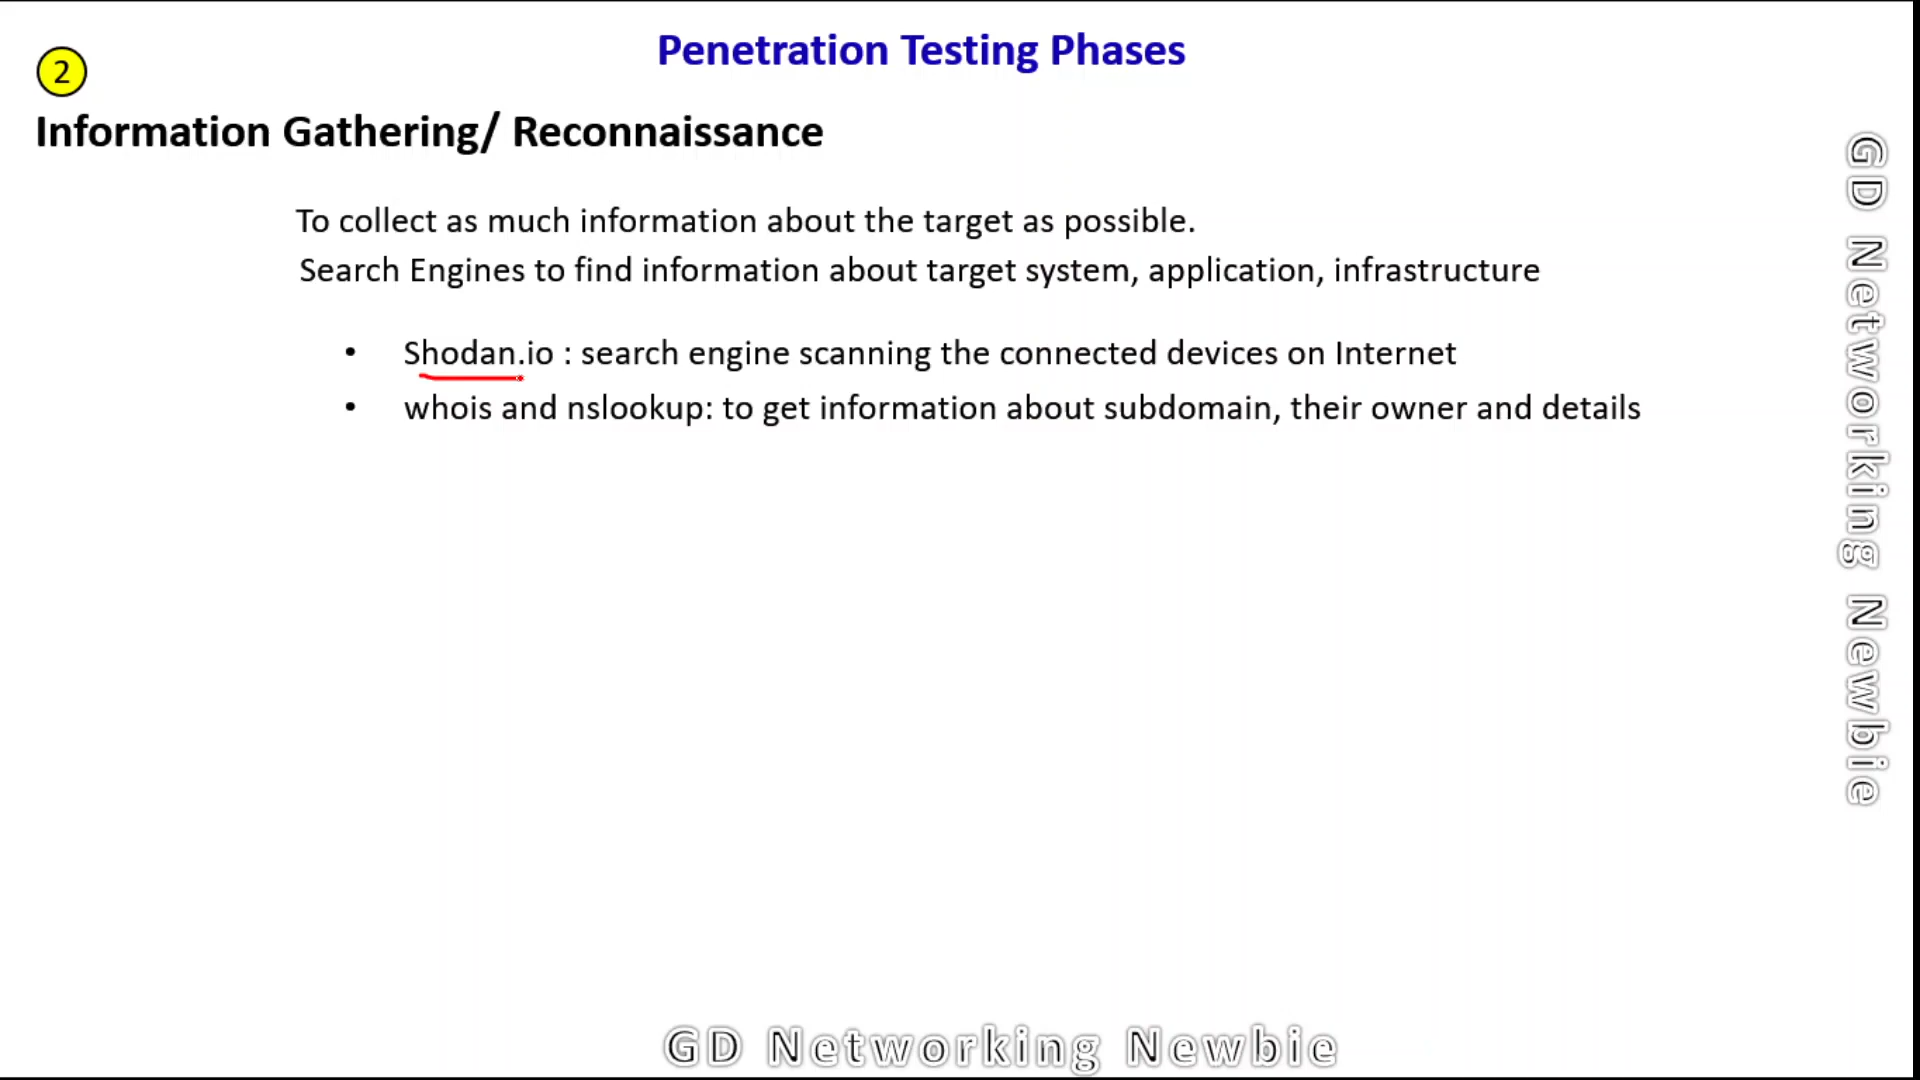 Penetration Testing Phases
2
Information Gathering/ Reconnaissance
To collect as much information about the target as possible.
Search Engines to find information about target system, application, infrastructure
• Shodan.io : search engine scanning the connected devices on Internet
• whois and nslookup: to get information about subdomain, their owner and details
GD Networking Newbie
GD Networking Newbie